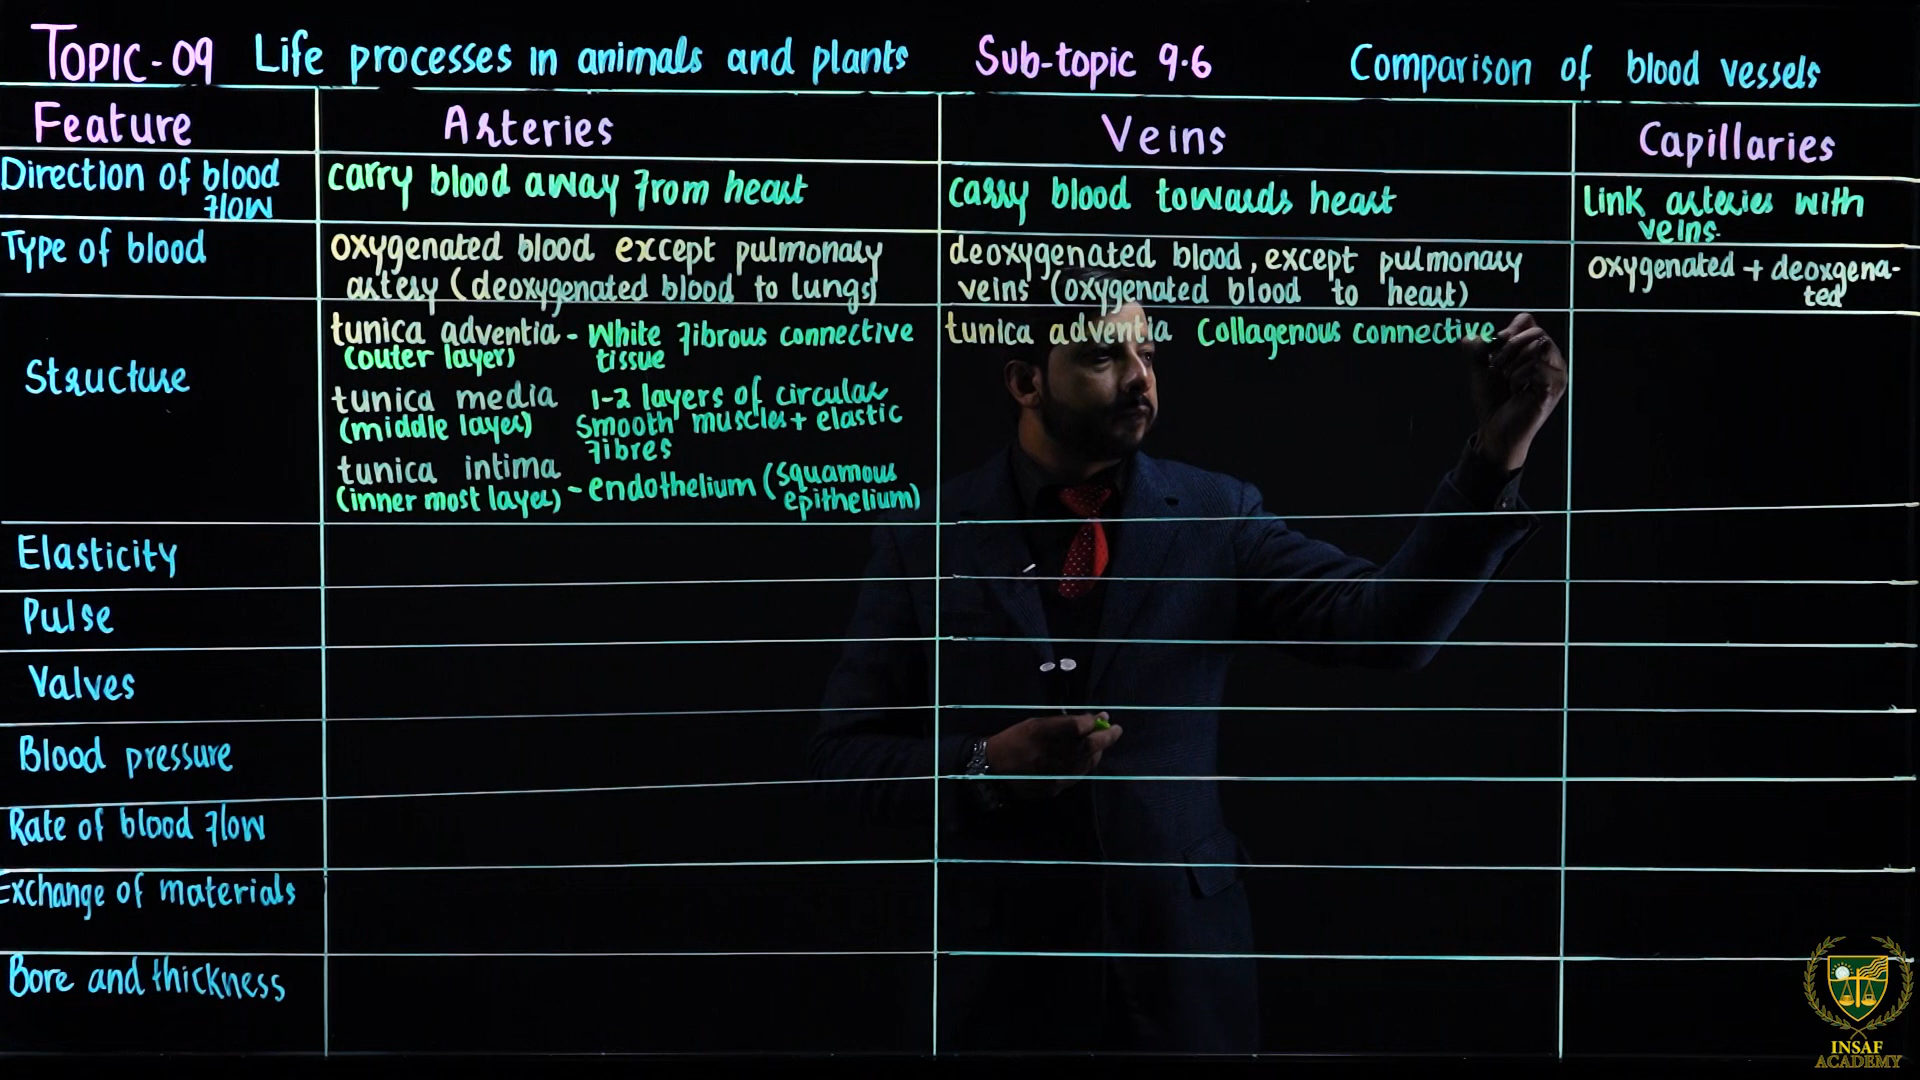 TOPIC-09 Life processes in animals and plants Sub-topic 9.6 Comparison of blood vessels
Feature Arteries Veins Capillaries
Direction of blood flow carry blood away from heart carry blood towards heart Link arteries with veins.
Type of blood oxygenated blood except pulmonary artery (deoxygenated blood to lungs) deoxygenated blood, except pulmonary veins (oxygenated blood to heart) oxygenated + deoxgena-ted
Structure
tunica adventia - White fibrous connective tissue
(outer layer)
tunica media 1-2 layers of circular smooth muscles + elastic fibres
(middle layer)
tunica intima - endothelium (squamous epithelium)
(inner most layer)
tunica adventia Collagenous connective
Elasticity
Pulse
Valves
Blood pressure
Rate of blood flow
Exchange of materials
Bore and thickness
INSAF
ACADEMY